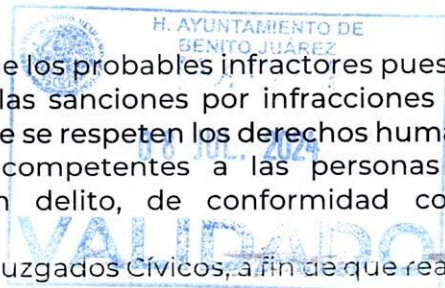 H. AYUNTAMIENTO DE
BENITO JUÁREZ
e los probables infractores pues
las sanciones por infracciones
e se respeten los derechos huma
08 JUL. 2024
competentes a las personas
n delito, de conformidad co
VALIDADO
uzgados Cívicos, a fin de que rea